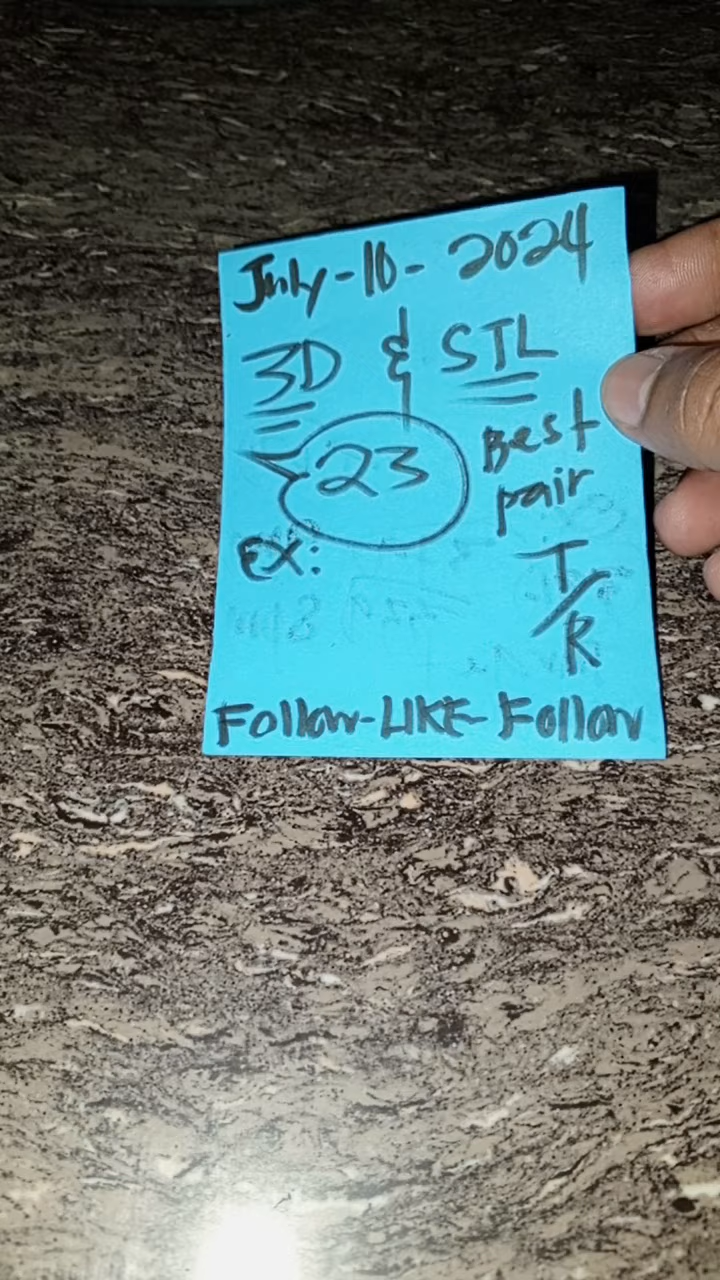 July-10-2024
3D & STL
23 Best
pair
EX:
T/R
Follow-LIKE-Follow